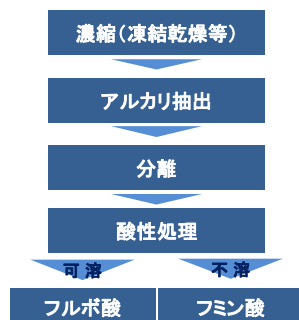 濃縮（凍結乾燥等）
アルカリ抽出
分離
酸性処理
可溶 不溶
フルボ酸 フミン酸